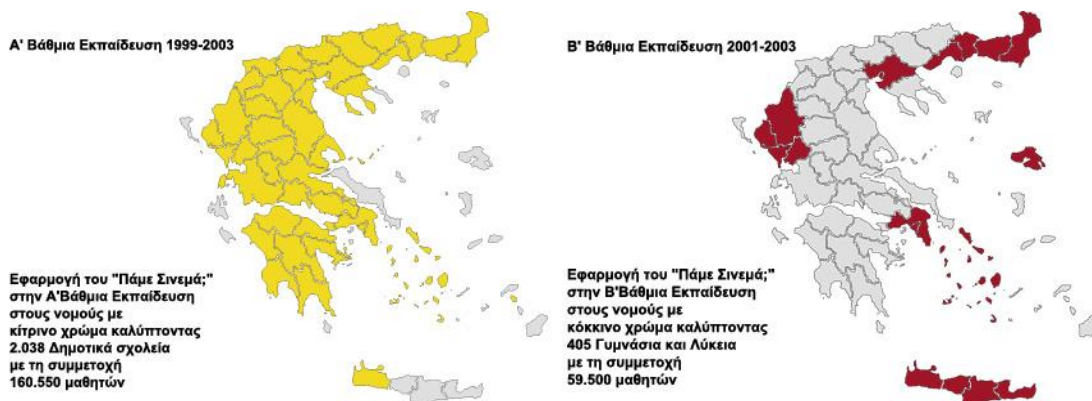 Α' Βάθμια Εκπαίδευση 1999-2003
Εφαρμογή του "Πάμε Σινεμά;"
στην Α'Βάθμια Εκπαίδευση
στους νομούς με
κίτρινο χρώμα καλύπτοντας
2.038 Δημοτικά σχολεία
με τη συμμετοχή
160.550 μαθητών
Β' Βάθμια Εκπαίδευση 2001-2003
Εφαρμογή του "Πάμε Σινεμά;"
στην Β'Βάθμια Εκπαίδευση
στους νομούς με
κόκκινο χρώμα καλύπτοντας
405 Γυμνάσια και Λύκεια
με τη συμμετοχή
59.500 μαθητών